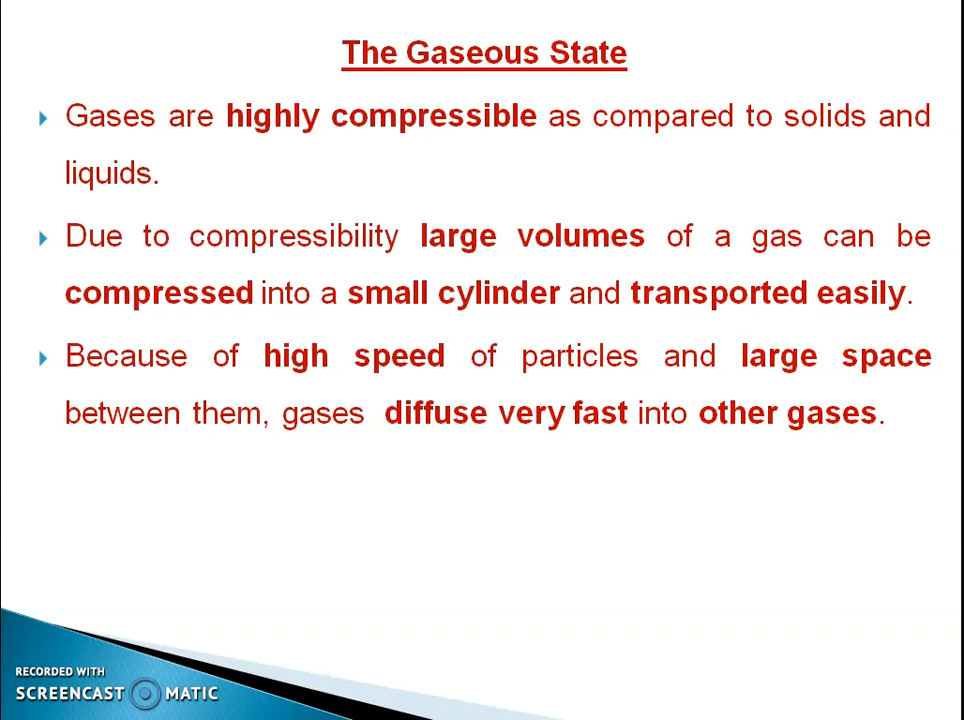 The Gaseous State
Gases are highly compressible as compared to solids and
liquids.
Due to compressibility large volumes of a gas can be
compressed into a small cylinder and transported easily.
Because of high speed of particles and large space
between them, gases diffuse very fast into other gases.
RECORDED WITH
SCREENCAST MATIC